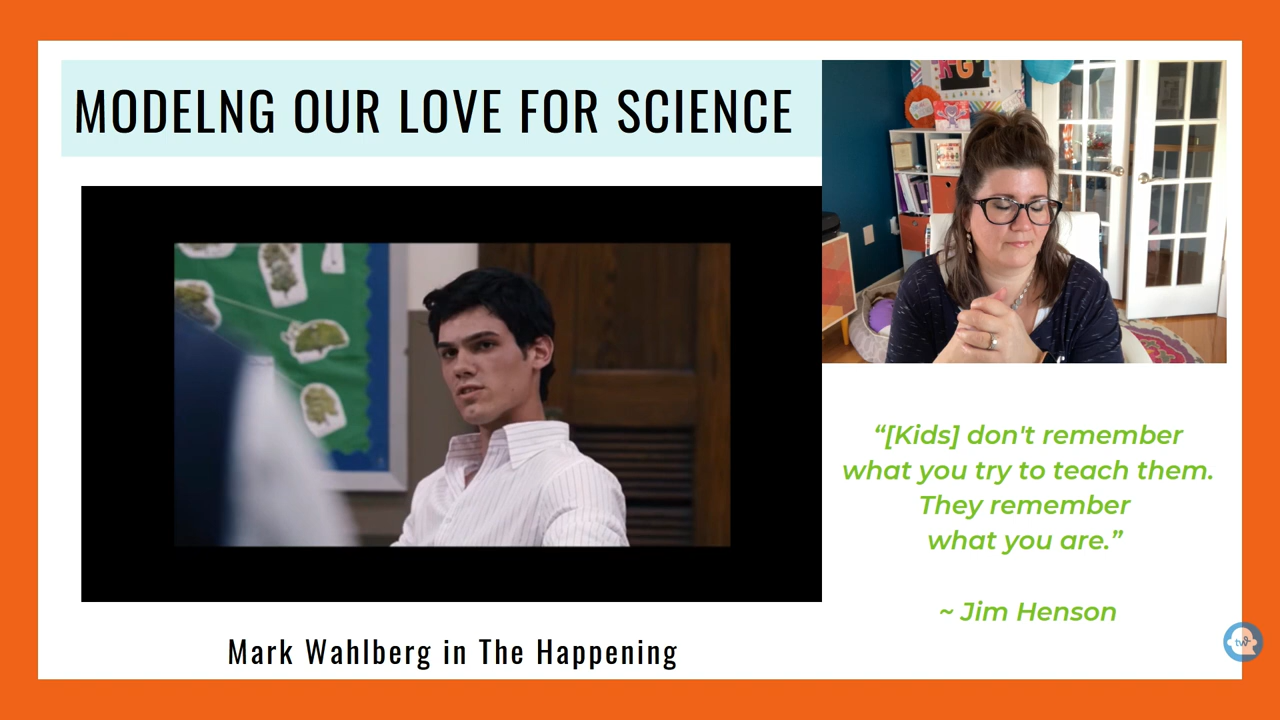 MODELNG OUR LOVE FOR SCIENCE
“[Kids] don't remember
what you try to teach them.
They remember
what you are.”
~ Jim Henson
Mark Wahlberg in The Happening
tw